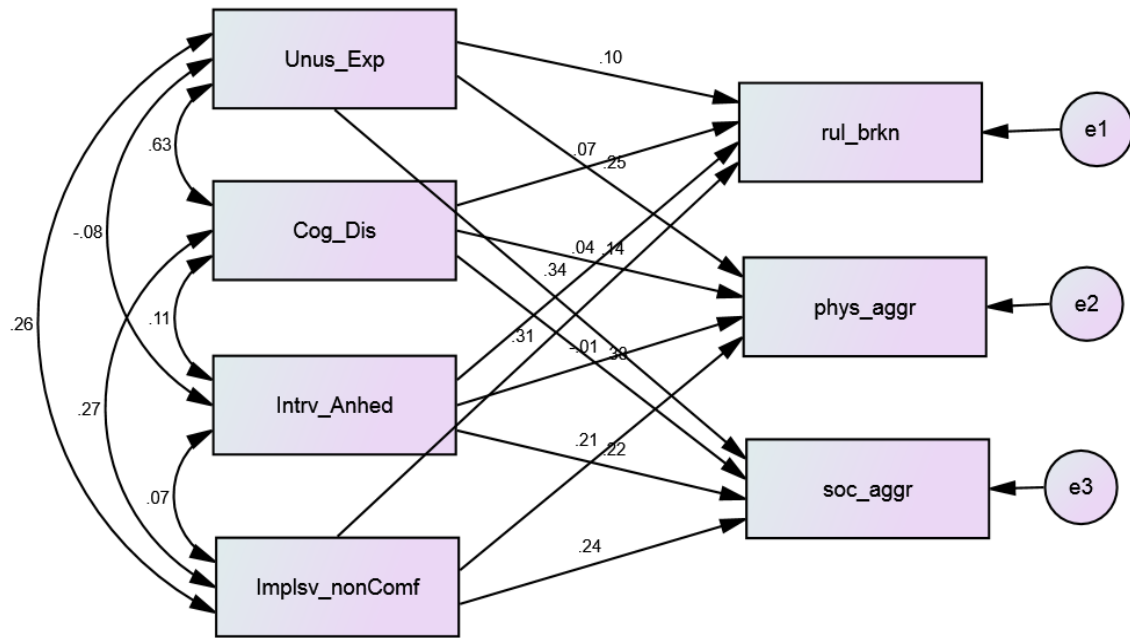 Unus_Exp
.10
rul_brkn
e1
.63
.07
.25
Cog_Dis
-.08
.04
.14
.34
phys_aggr
e2
.26
.11
.31
-.01
.38
Intrv_Anhed
.27
.21
.22
soc_aggr
e3
.07
.24
Implsv_nonComf